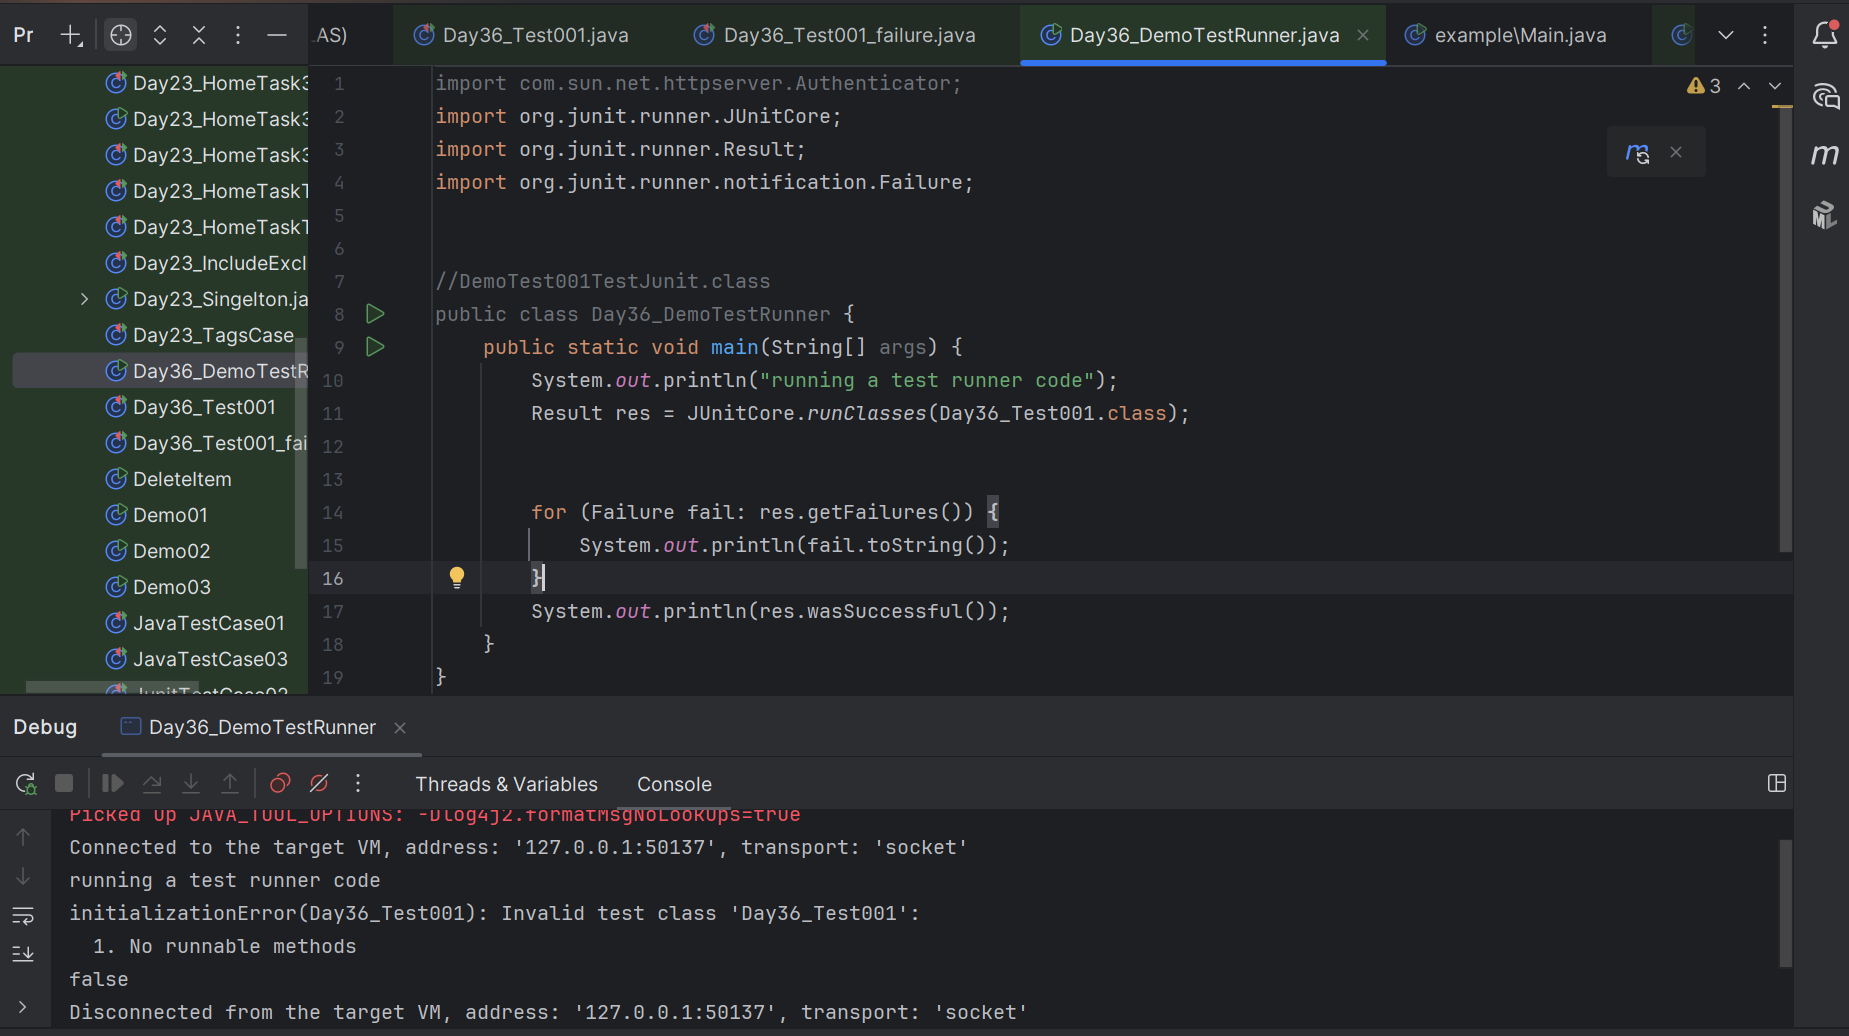 Pr
.AS)
Day36_Test001.java
Day36_Test001_failure.java
Day36_DemoTestRunner.java
example\Main.java
Day23_HomeTask3
Day23_HomeTask3
Day23_HomeTask3
Day23_HomeTaskT
Day23_HomeTaskT
Day23_IncludeExcl
Day23_Singelton.ja
Day23_TagsCase
Day36_DemoTestR
Day36_Test001
Day36_Test001_fai
DeleteItem
Demo01
Demo02
Demo03
JavaTestCase01
JavaTestCase03
3
1 import com.sun.net.httpserver.Authenticator;
2 import org.junit.runner.JUnitCore;
3 import org.junit.runner.Result;
4 import org.junit.runner.notification.Failure;
5
6
7 //DemoTest001TestJunit.class
8 public class Day36_DemoTestRunner {
9 public static void main(String[] args) {
10 System.out.println("running a test runner code");
11 Result res = JUnitCore.runClasses(Day36_Test001.class);
12
13
14 for (Failure fail: res.getFailures()) {
15 System.out.println(fail.toString());
16 }
17 System.out.println(res.wasSuccessful());
18 }
19 }
Debug
Day36_DemoTestRunner
Threads & Variables
Console
Picked up JAVA_TOOL_OPTIONS: -Dlog4j2.formatMsgNoLookups=true
Connected to the target VM, address: '127.0.0.1:50137', transport: 'socket'
running a test runner code
initializationError(Day36_Test001): Invalid test class 'Day36_Test001':
1. No runnable methods
false
Disconnected from the target VM, address: '127.0.0.1:50137', transport: 'socket'